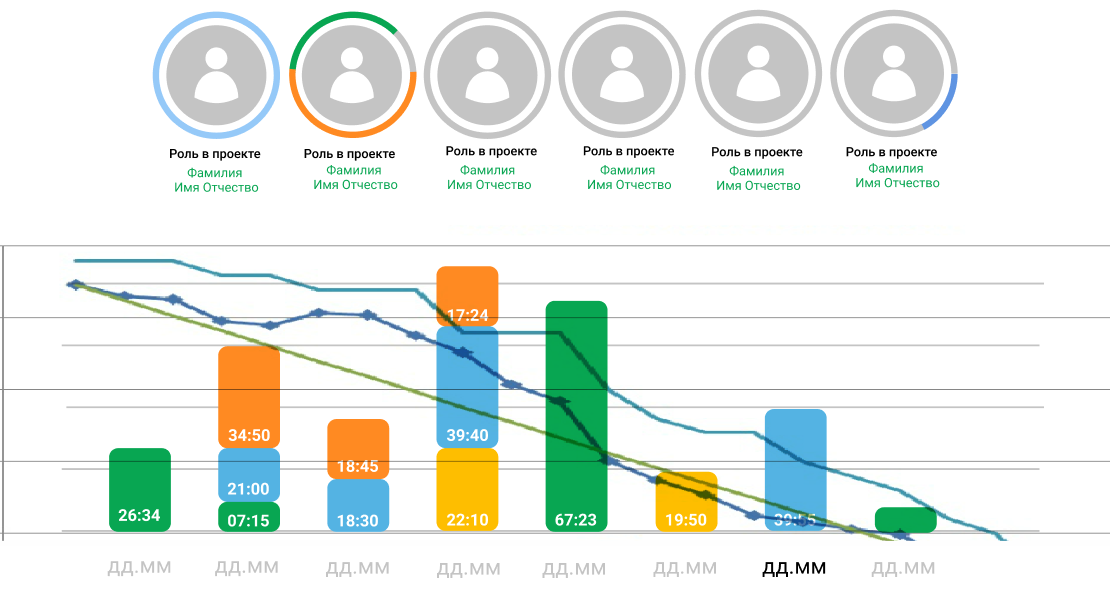 Роль в проекте
Фамилия
Имя Отчество
Роль в проекте
Фамилия
Имя Отчество
Роль в проекте
Фамилия
Имя Отчество
Роль в проекте
Фамилия
Имя Отчество
Роль в проекте
Фамилия
Имя Отчество
Роль в проекте
Фамилия
Имя Отчество
17:24
34:50
39:40
18:45
21:00
26:34
07:15
18:30
22:10
67:23
19:50
дд.мм
дд.мм
дд.мм
дд.мм
дд.мм
дд.мм
дд.мм
дд.мм